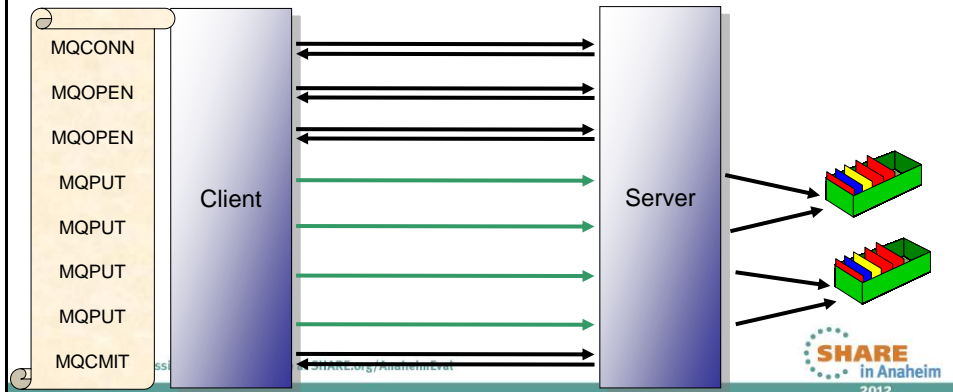 MQCONN
MQOPEN
MQOPEN
MQPUT
MQPUT
MQPUT
MQPUT
MQCMIT
Client
Server
SHARE
in Anaheim
2012